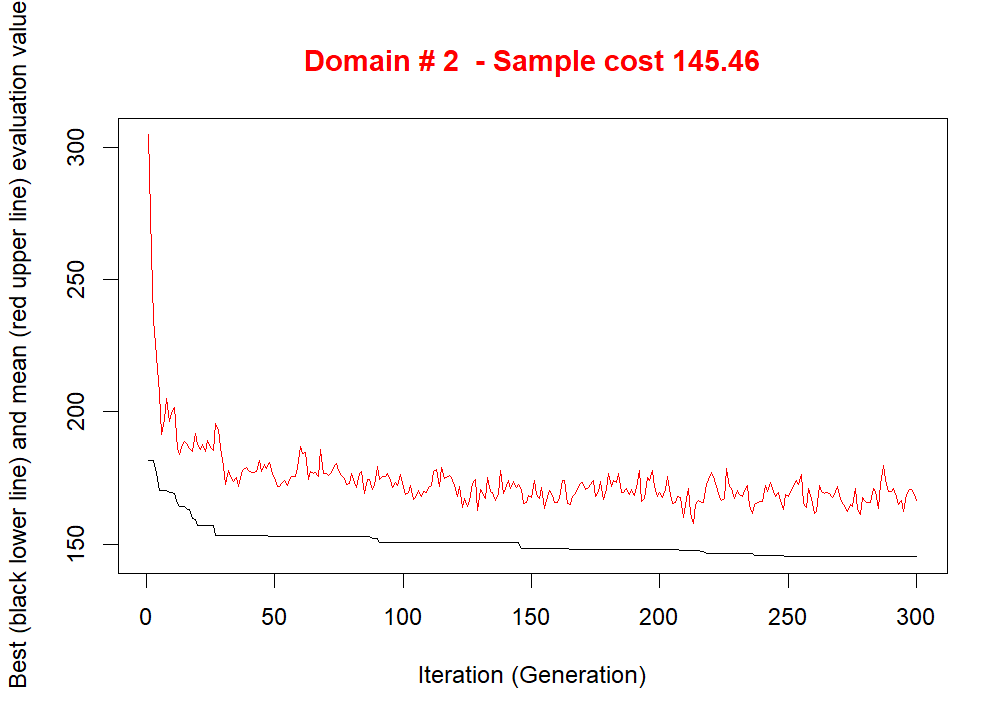 Domain # 2 - Sample cost 145.46
Best (black lower line) and mean (red upper line) evaluation value
300
250
200
150
0 50 100 150 200 250 300
Iteration (Generation)